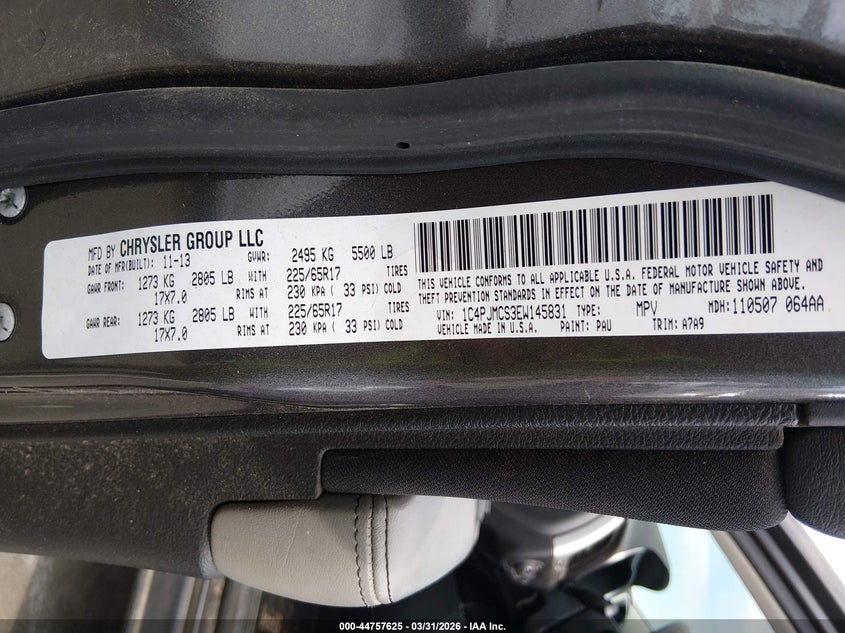 MFD BY CHRYSLER GROUP LLC
DATE OF MFR(BUILT): 11-13 GVWR: 2495 KG 5500 LB
GAWR FRONT: 1273 KG 2805 LB WITH 225/65R17 TIRES
17X7.0 RIMS AT 230 KPA ( 33 PSI) COLD
GAWR REAR: 1273 KG 2805 LB WITH 225/65R17 TIRES
17X7.0 RIMS AT 230 KPA ( 33 PSI) COLD
THIS VEHICLE CONFORMS TO ALL APPLICABLE U.S.A. FEDERAL MOTOR VEHICLE SAFETY AND
THEFT PREVENTION STANDARDS IN EFFECT ON THE DATE OF MANUFACTURE SHOWN ABOVE.
VIN: 1C4PJMCS3EW145831 TYPE: MPV MDH: 110507 064AA
VEHICLE MADE IN U.S.A. PAINT: PAU TRIM: A7A9
000-44757625 - 03/31/2026 - IAA Inc.